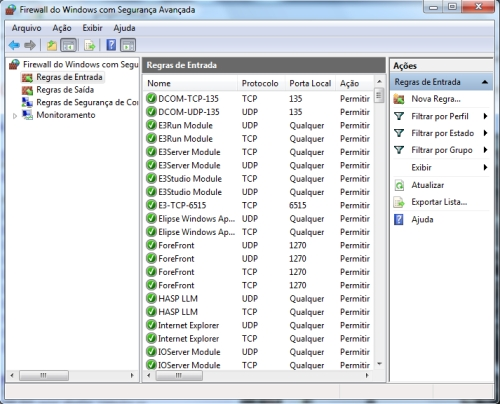 Firewall do Windows com Segurança Avançada
Arquivo Ação Exibir Ajuda
Firewall do Windows com Segu
Regras de Entrada
Regras de Saída
Regras de Segurança de Cor
Monitoramento
Regras de Entrada
Nome Protocolo Porta Local Ação
DCOM-TCP-135 TCP 135 Permitir
DCOM-UDP-135 UDP 135 Permitir
E3Run Module UDP Qualquer Permitir
E3Run Module TCP Qualquer Permitir
E3Server Module TCP Qualquer Permitir
E3Server Module UDP Qualquer Permitir
E3Studio Module TCP Qualquer Permitir
E3Studio Module UDP Qualquer Permitir
E3-TCP-6515 TCP 6515 Permitir
Elipse Windows Ap... UDP Qualquer Permitir
Elipse Windows Ap... TCP Qualquer Permitir
ForeFront UDP 1270 Permitir
ForeFront TCP 1270 Permitir
ForeFront UDP 1270 Permitir
ForeFront TCP 1270 Permitir
HASP LLM UDP Qualquer Permitir
HASP LLM TCP Qualquer Permitir
Internet Explorer UDP Qualquer Permitir
Internet Explorer TCP Qualquer Permitir
IOServer Module UDP Qualquer Permitir
IOServer Module TCP Qualquer Permitir
Ações
Regras de Entrada
Nova Regra...
Filtrar por Perfil
Filtrar por Estado
Filtrar por Grupo
Exibir
Atualizar
Exportar Lista...
Ajuda